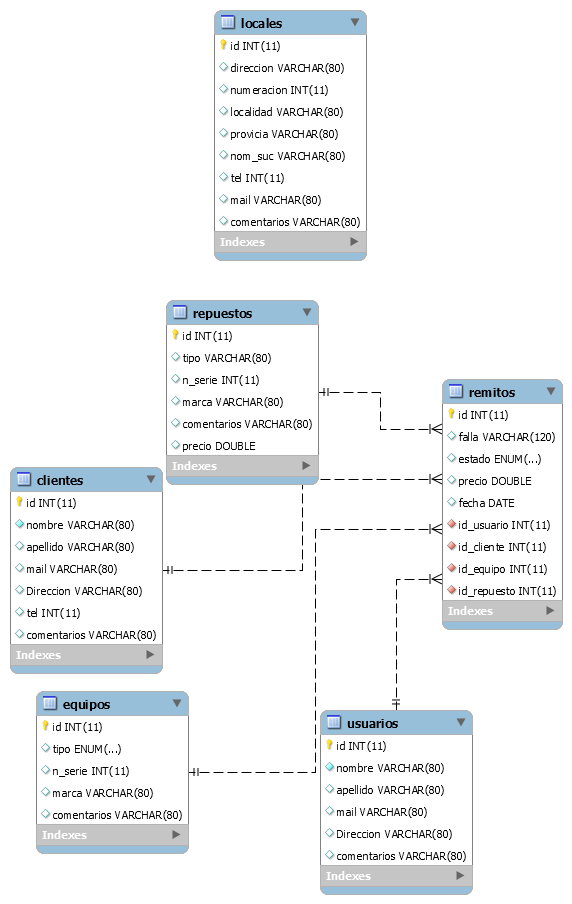 locales
id INT(11)
direccion VARCHAR(80)
numeracion INT(11)
localidad VARCHAR(80)
provicia VARCHAR(80)
nom_suc VARCHAR(80)
tel INT(11)
mail VARCHAR(80)
comentarios VARCHAR(80)
Indexes
repuestos
id INT(11)
tipo VARCHAR(80)
n_serie INT(11)
marca VARCHAR(80)
comentarios VARCHAR(80)
precio DOUBLE
Indexes
remitos
id INT(11)
falla VARCHAR(120)
estado ENUM(...)
precio DOUBLE
fecha DATE
id_usuario INT(11)
id_cliente INT(11)
id_equipo INT(11)
id_repuesto INT(11)
Indexes
clientes
id INT(11)
nombre VARCHAR(80)
apellido VARCHAR(80)
mail VARCHAR(80)
Direccion VARCHAR(80)
tel INT(11)
comentarios VARCHAR(80)
Indexes
equipos
id INT(11)
tipo ENUM(...)
n_serie INT(11)
marca VARCHAR(80)
comentarios VARCHAR(80)
Indexes
usuarios
id INT(11)
nombre VARCHAR(80)
apellido VARCHAR(80)
mail VARCHAR(80)
Direccion VARCHAR(80)
comentarios VARCHAR(80)
Indexes